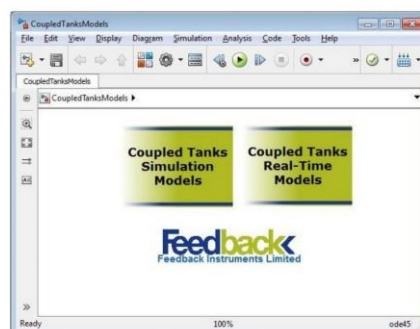 CoupledTanksModels
File Edit View Display Diagram Simulation Analysis Code Tools Help
CoupledTanksModels
CoupledTanksModels
Coupled Tanks
Simulation
Models
Coupled Tanks
Real-Time
Models
Feedback
Feedback Instruments Limited
Ready 100% ode45